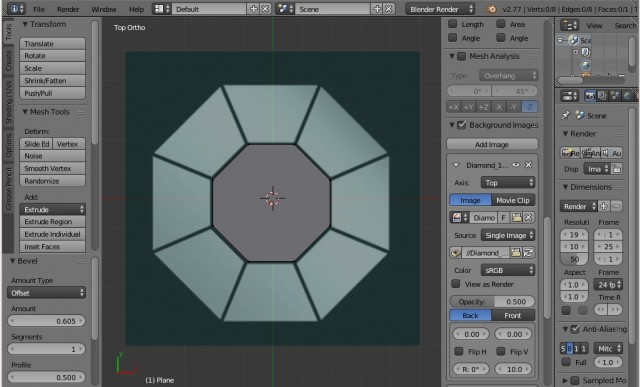 Help
Default
Scene
Blender Render
v2.77 | Verts:0/8 | Edges:0/8 | Faces:0/1
Tools
Create
Shading / UVs
Options
Grease Pencil
Transform
Translate
Rotate
Scale
Shrink/Fatten
Push/Pull
Mesh Tools
Deform:
Slide Ed
Vertex
Noise
Smooth Vertex
Randomize
Add:
Extrude
Extrude Region
Extrude Individual
Inset Faces
Bevel
Amount Type
Offset
Amount
0.605
Segments
1
Profile
0.500
Top Ortho
y
(1) Plane
Length
Area
Angle
Angle
Mesh Analysis
Type:
Overhang
0°
45°
+X
+Y
+Z
-X
-Y
-Z
Background Images
Add Image
Diamond_1...
Axis:
Top
Image
Movie Clip
Diamo
F
Source
Single Image
//Diamond_...
Color
sRGB
View as Render
Opacity:
0.500
Back
Front
0.00
0.00
Flip H
Flip V
R: 0°
10.0
View
Search
Sce
Scene
Render
Re
An
Au
Disp
Ima
Dimensions
Render
Resoluti
Frame
19
: 1
10
: 25
50
: 1
Aspect
Frame
1.0
24 fp
1.0
Time R
Anti-Aliasing
5
8
1
1
Mitc
Full
1.0
Sampled Mo